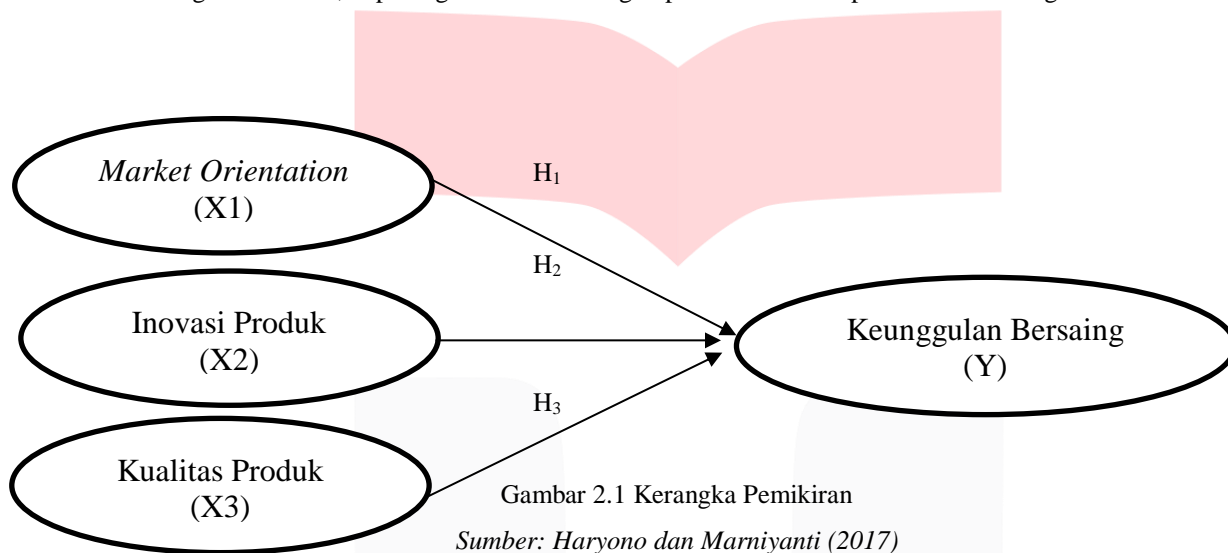 Market Orientation
(X1)
H1
H2
Inovasi Produk
(X2)
Keunggulan Bersaing
(Y)
H3
Kualitas Produk
(X3)
Gambar 2.1 Kerangka Pemikiran
Sumber: Haryono dan Marniyanti (2017)